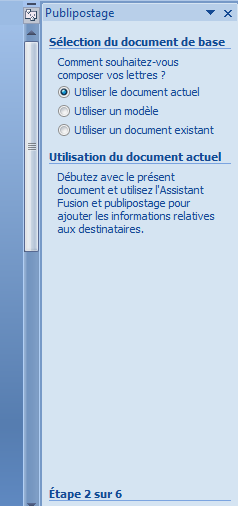 Publipostage
Sélection du document de base
Comment souhaitez-vous
composer vos lettres ?
Utiliser le document actuel
Utiliser un modèle
Utiliser un document existant
Utilisation du document actuel
Débutez avec le présent
document et utilisez l'Assistant
Fusion et publipostage pour
ajouter les informations relatives
aux destinataires.
Étape 2 sur 6